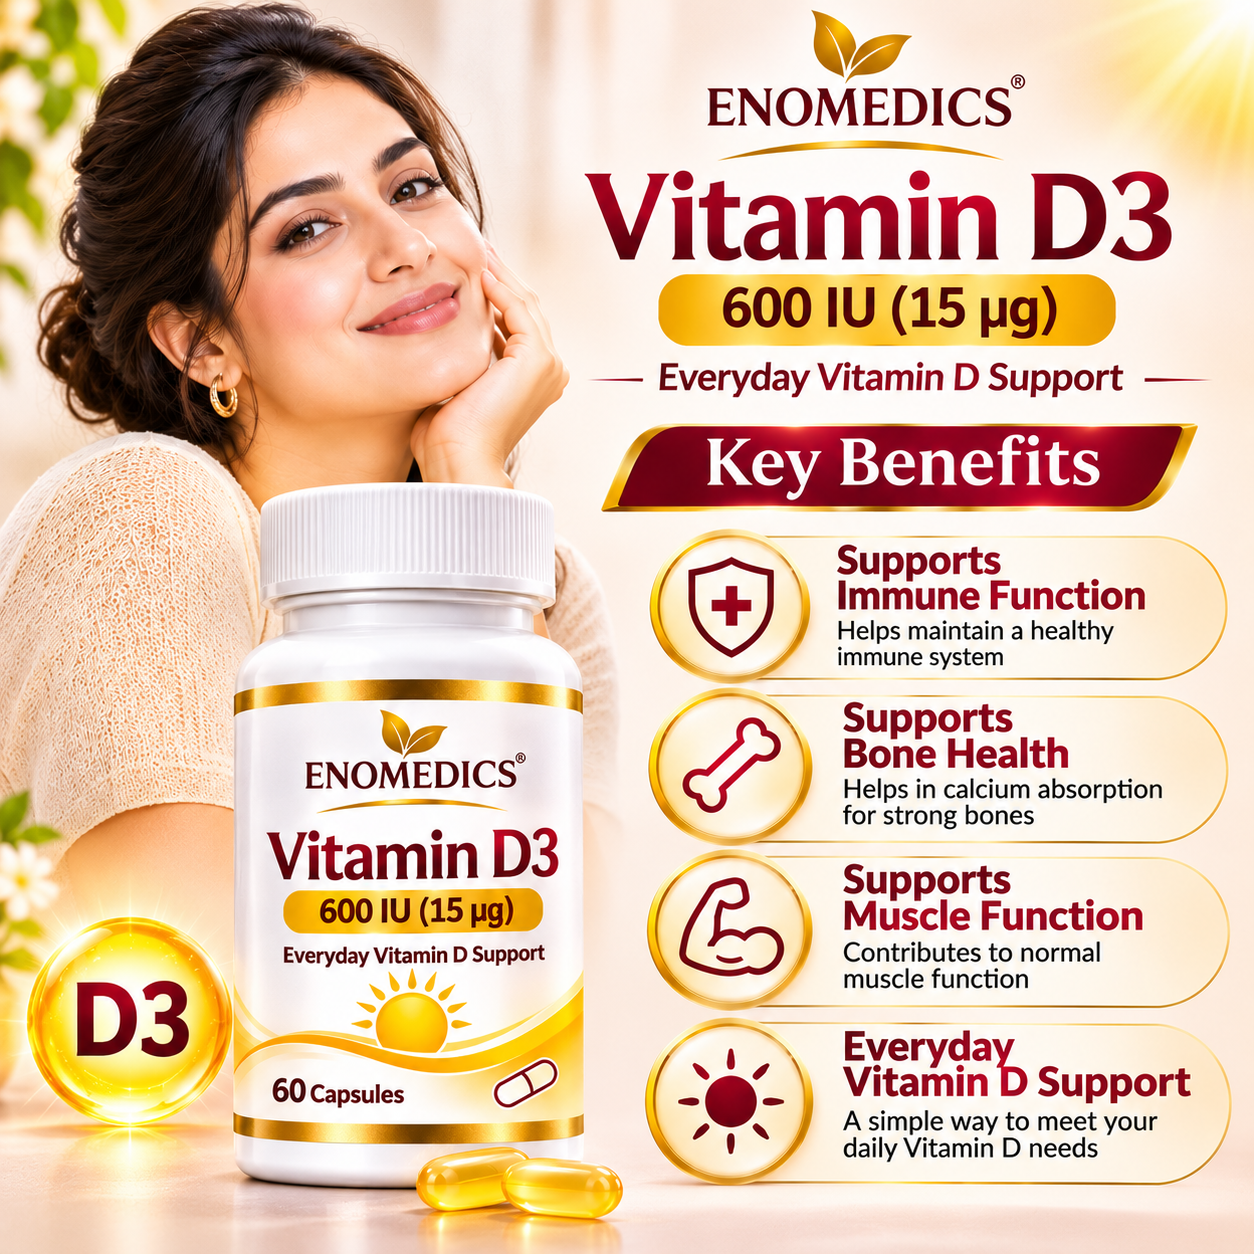 ENOMEDICS®
Vitamin D3
600 IU (15 µg)
Everyday Vitamin D Support
Key Benefits
Supports
Immune Function
Helps maintain a healthy
immune system
Supports
Bone Health
Helps in calcium absorption
for strong bones
Supports
Muscle Function
Contributes to normal
muscle function
Everyday
Vitamin D Support
A simple way to meet your
daily Vitamin D needs
ENOMEDICS®
Vitamin D3
600 IU (15 µg)
Everyday Vitamin D Support
60 Capsules
D3